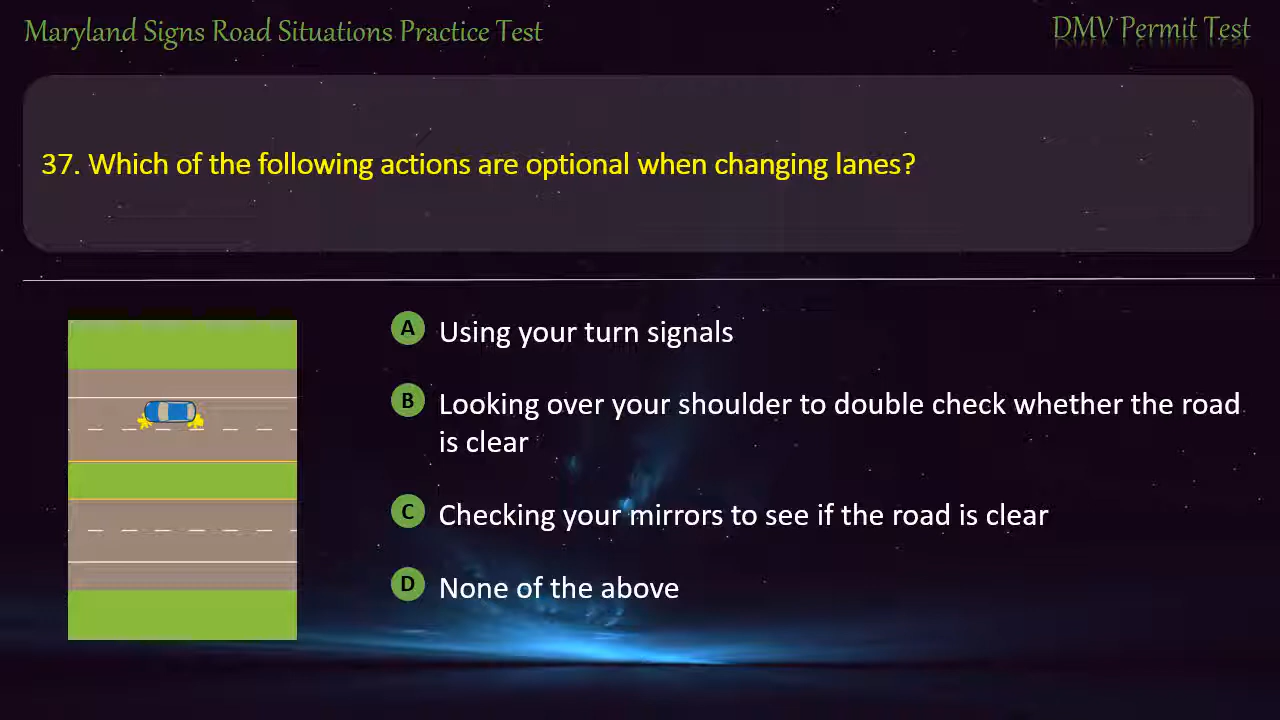 Maryland Signs Road Situations Practice Test
DMV Permit Test
37. Which of the following actions are optional when changing lanes?
A Using your turn signals
B Looking over your shoulder to double check whether the road
is clear
C Checking your mirrors to see if the road is clear
D None of the above